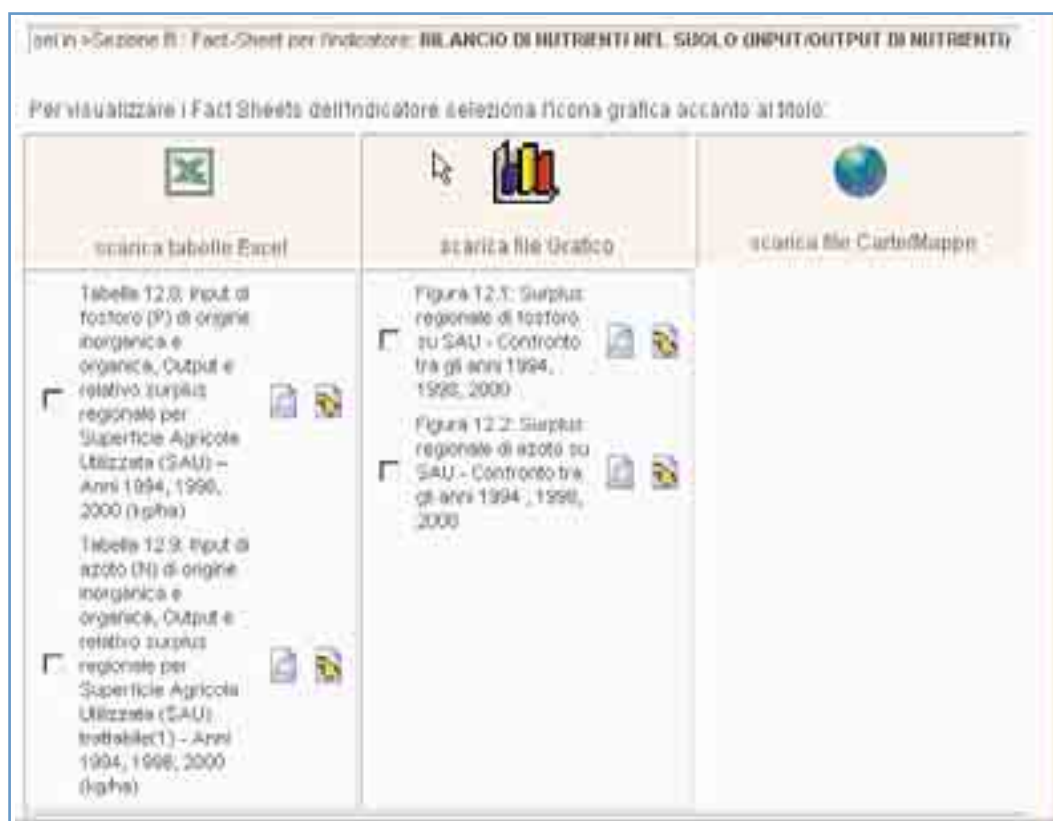 >Sezione B : Fact-Sheet per l'indicatore: BILANCIO DI NUTRIENTI NEL SUOLO (INPUT/OUTPUT DI NUTRIENTI)
Per visualizzare i Fact Sheets dell'Indicatore seleziona l'icona grafica accanto al titolo:
scarica tabelle Excel
Tabella 12.8: Input di
fosforo (P) di origine
inorganica e
organica, Output e
relativo surplus
regionale per
Superficie Agricola
Utilizzata (SAU) –
Anni 1994, 1998,
2000 (kg/ha)
Tabella 12.9: Input di
azoto (N) di origine
inorganica e
organica, Output e
relativo surplus
regionale per
Superficie Agricola
Utilizzata (SAU)
trattabile(1) - Anni
1994, 1998, 2000
(kg/ha)
scarica file Grafico
Figura 12.1: Surplus
regionale di fosforo
su SAU - Confronto
tra gli anni 1994,
1998, 2000
Figura 12.2: Surplus
regionale di azoto su
SAU - Confronto tra
gli anni 1994 , 1998,
2000
scarica file Carte/Mappe